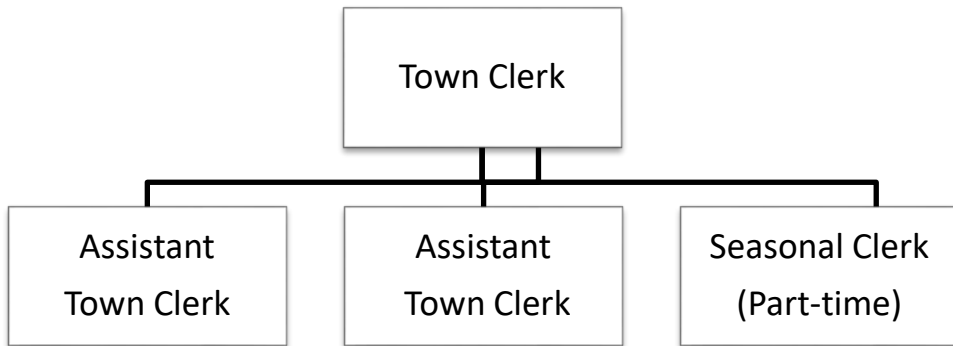 Town Clerk
Assistant
Town Clerk
Assistant
Town Clerk
Seasonal Clerk
(Part-time)